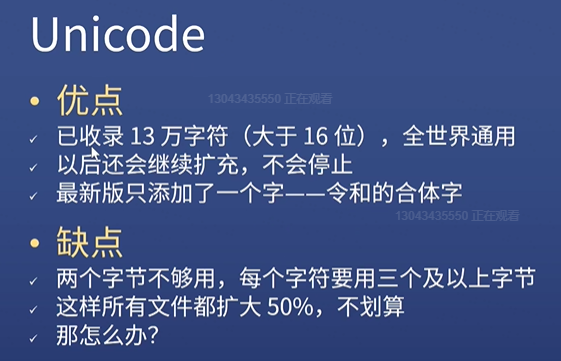 Unicode
• 优点
13043435550 正在观看
✓ 已收录 13 万字符（大于 16 位），全世界通用
✓ 以后还会继续扩充，不会停止
✓ 最新版只添加了一个字——令和的合体字
13043435550 正在观看
• 缺点
✓ 两个字节不够用，每个字符要用三个及以上字节
✓ 这样所有文件都扩大 50%，不划算
✓ 那怎么办？